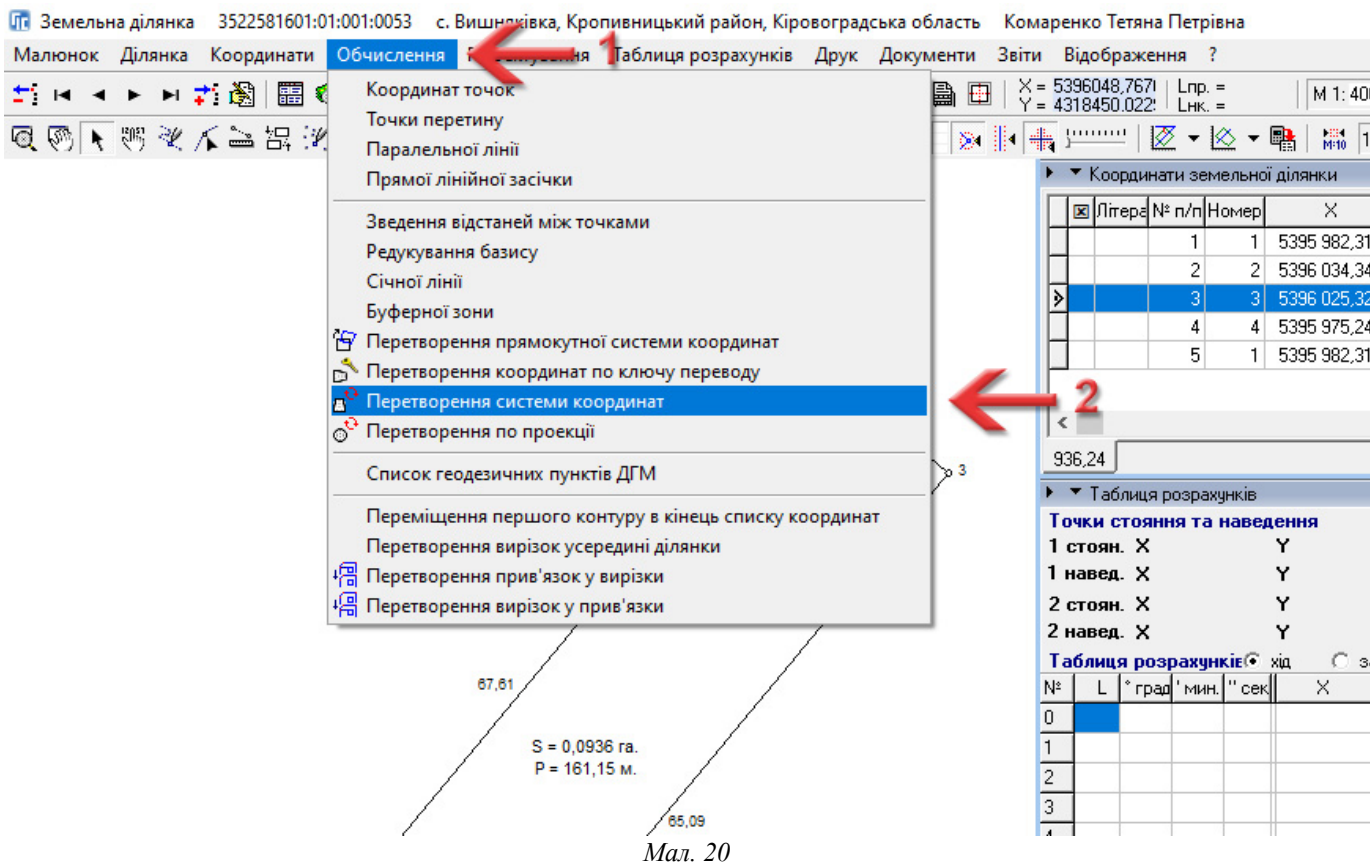 Земельна ділянка 3522581601:01:001:0053 с. Вишняківка, Кропивницький район, Кіровоградська область Комаренко Тетяна Петрівна
Малюнок Ділянка Координати Обчислення Таблиця розрахунків Друк Документи Звіти Відображення ?
1
X = 5396048,767 Lпр. =
Y = 4318450.022 Lнк. =
М 1: 40
М:10 1
Координат точок
Точки перетину
Паралельної лінії
Прямої лінійної засічки
Зведення відстаней між точками
Редукування базису
Січної лінії
Буферної зони
Перетворення прямокутної системи координат
Перетворення координат по ключу переводу
Перетворення системи координат
2
Перетворення по проекції
Список геодезичних пунктів ДГМ
Переміщення першого контуру в кінець списку координат
Перетворення вирізок усередині ділянки
Перетворення прив'язок у вирізки
Перетворення вирізок у прив'язки
Координати земельної ділянки
Літера № п/п Номер X
1 1 5395 982,31
2 2 5396 034,34
3 3 5396 025,32
4 4 5395 975,24
5 1 5395 982,31
936,24
3
Таблиця розрахунків
Точки стояння та наведення
1 стоян. X Y
1 навед. X Y
2 стоян. X Y
2 навед. X Y
Таблиця розрахунків хід
№ L ° град ' мин. '' сек X
0
1
2
3
67,61
S = 0,0936 га.
P = 161,15 м.
65,09
Мал. 20